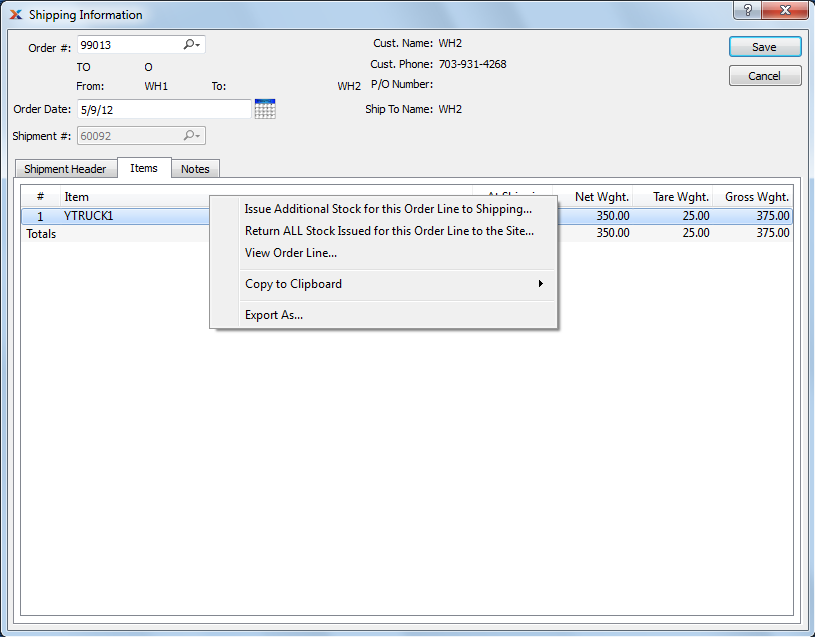 Shipping Information
Order #: 99013
TO O
From: WH1 To: WH2
Order Date: 5/9/12
Shipment #: 60092
Cust. Name: WH2
Cust. Phone: 703-931-4268
P/O Number:
Ship To Name: WH2
Save
Cancel
Shipment Header Items Notes
# Item Net Wght. Tare Wght. Gross Wght.
1 YTRUCK1 350.00 25.00 375.00
Totals 350.00 25.00 375.00
Issue Additional Stock for this Order Line to Shipping...
Return ALL Stock Issued for this Order Line to the Site...
View Order Line...
Copy to Clipboard
Export As...